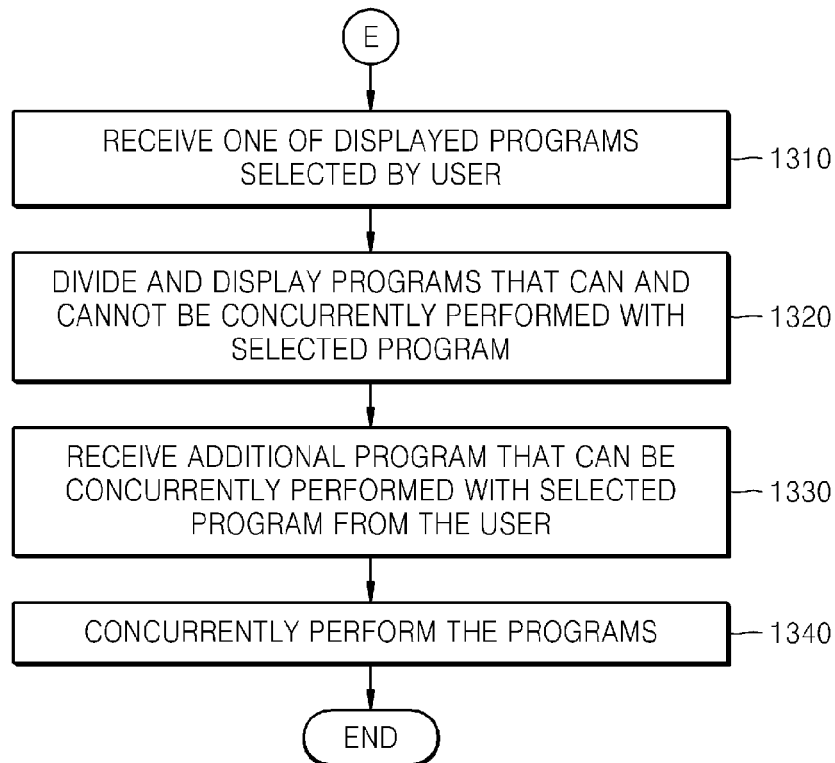 E
RECEIVE ONE OF DISPLAYED PROGRAMS
SELECTED BY USER
1310
DIVIDE AND DISPLAY PROGRAMS THAT CAN AND
CANNOT BE CONCURRENTLY PERFORMED WITH
SELECTED PROGRAM
1320
RECEIVE ADDITIONAL PROGRAM THAT CAN BE
CONCURRENTLY PERFORMED WITH SELECTED
PROGRAM FROM THE USER
1330
CONCURRENTLY PERFORM THE PROGRAMS
1340
END